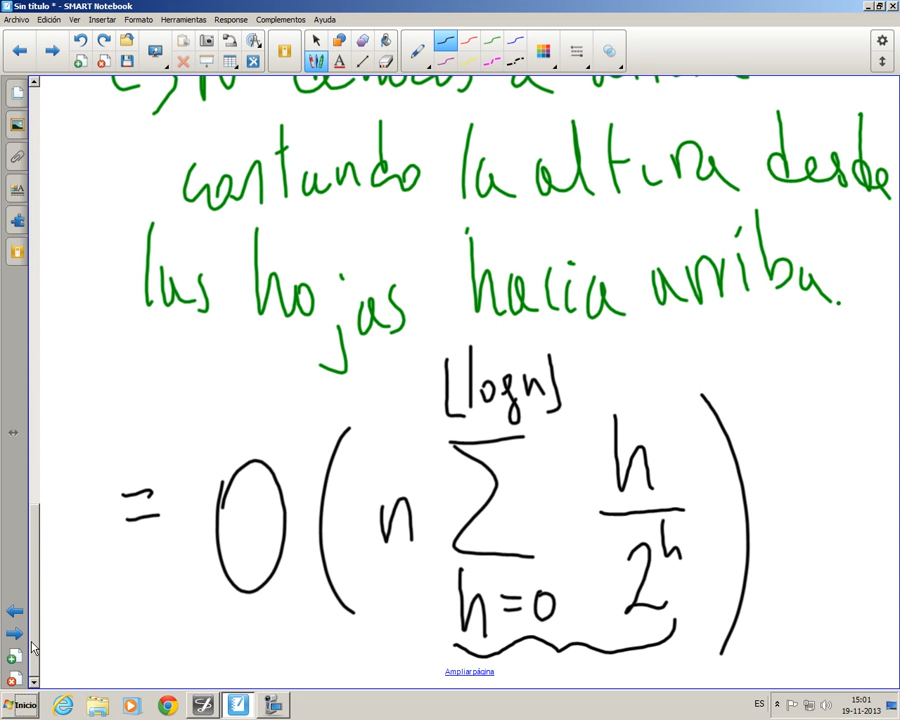 Sin título * - SMART Notebook
Archivo Edición Ver Insertar Formato Herramientas Response Complementos Ayuda
contando la altura desde
las hojas hacia arriba.
⌊log n⌋
= O ( n ∑ h / 2^h )
h=0
Ampliar página
Inicio
ES
15:01
19-11-2013